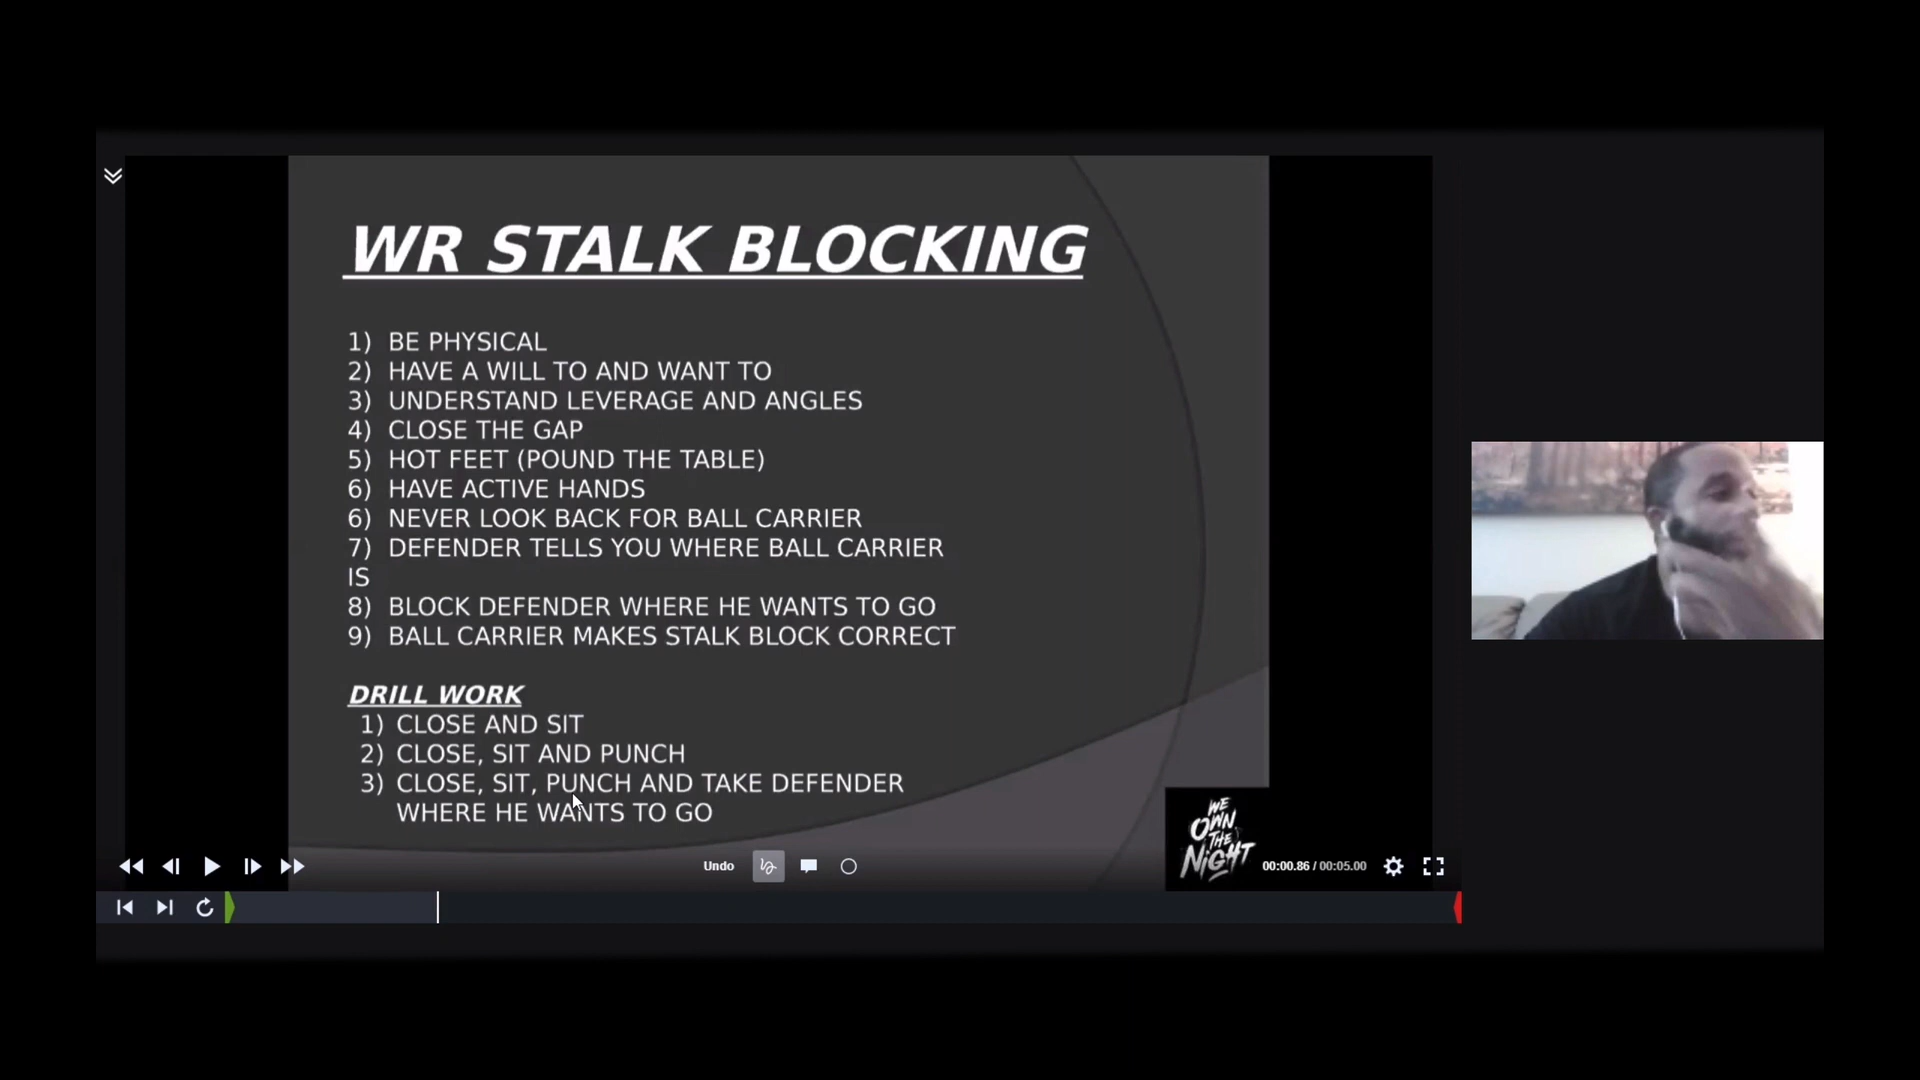 WR STALK BLOCKING
1) BE PHYSICAL
2) HAVE A WILL TO AND WANT TO
3) UNDERSTAND LEVERAGE AND ANGLES
4) CLOSE THE GAP
5) HOT FEET (POUND THE TABLE)
6) HAVE ACTIVE HANDS
6) NEVER LOOK BACK FOR BALL CARRIER
7) DEFENDER TELLS YOU WHERE BALL CARRIER
IS
8) BLOCK DEFENDER WHERE HE WANTS TO GO
9) BALL CARRIER MAKES STALK BLOCK CORRECT
DRILL WORK
1) CLOSE AND SIT
2) CLOSE, SIT AND PUNCH
3) CLOSE, SIT, PUNCH AND TAKE DEFENDER
WHERE HE WANTS TO GO
WE
OWN
THE
NIGHT
Undo
00:00.86 / 00:05.00